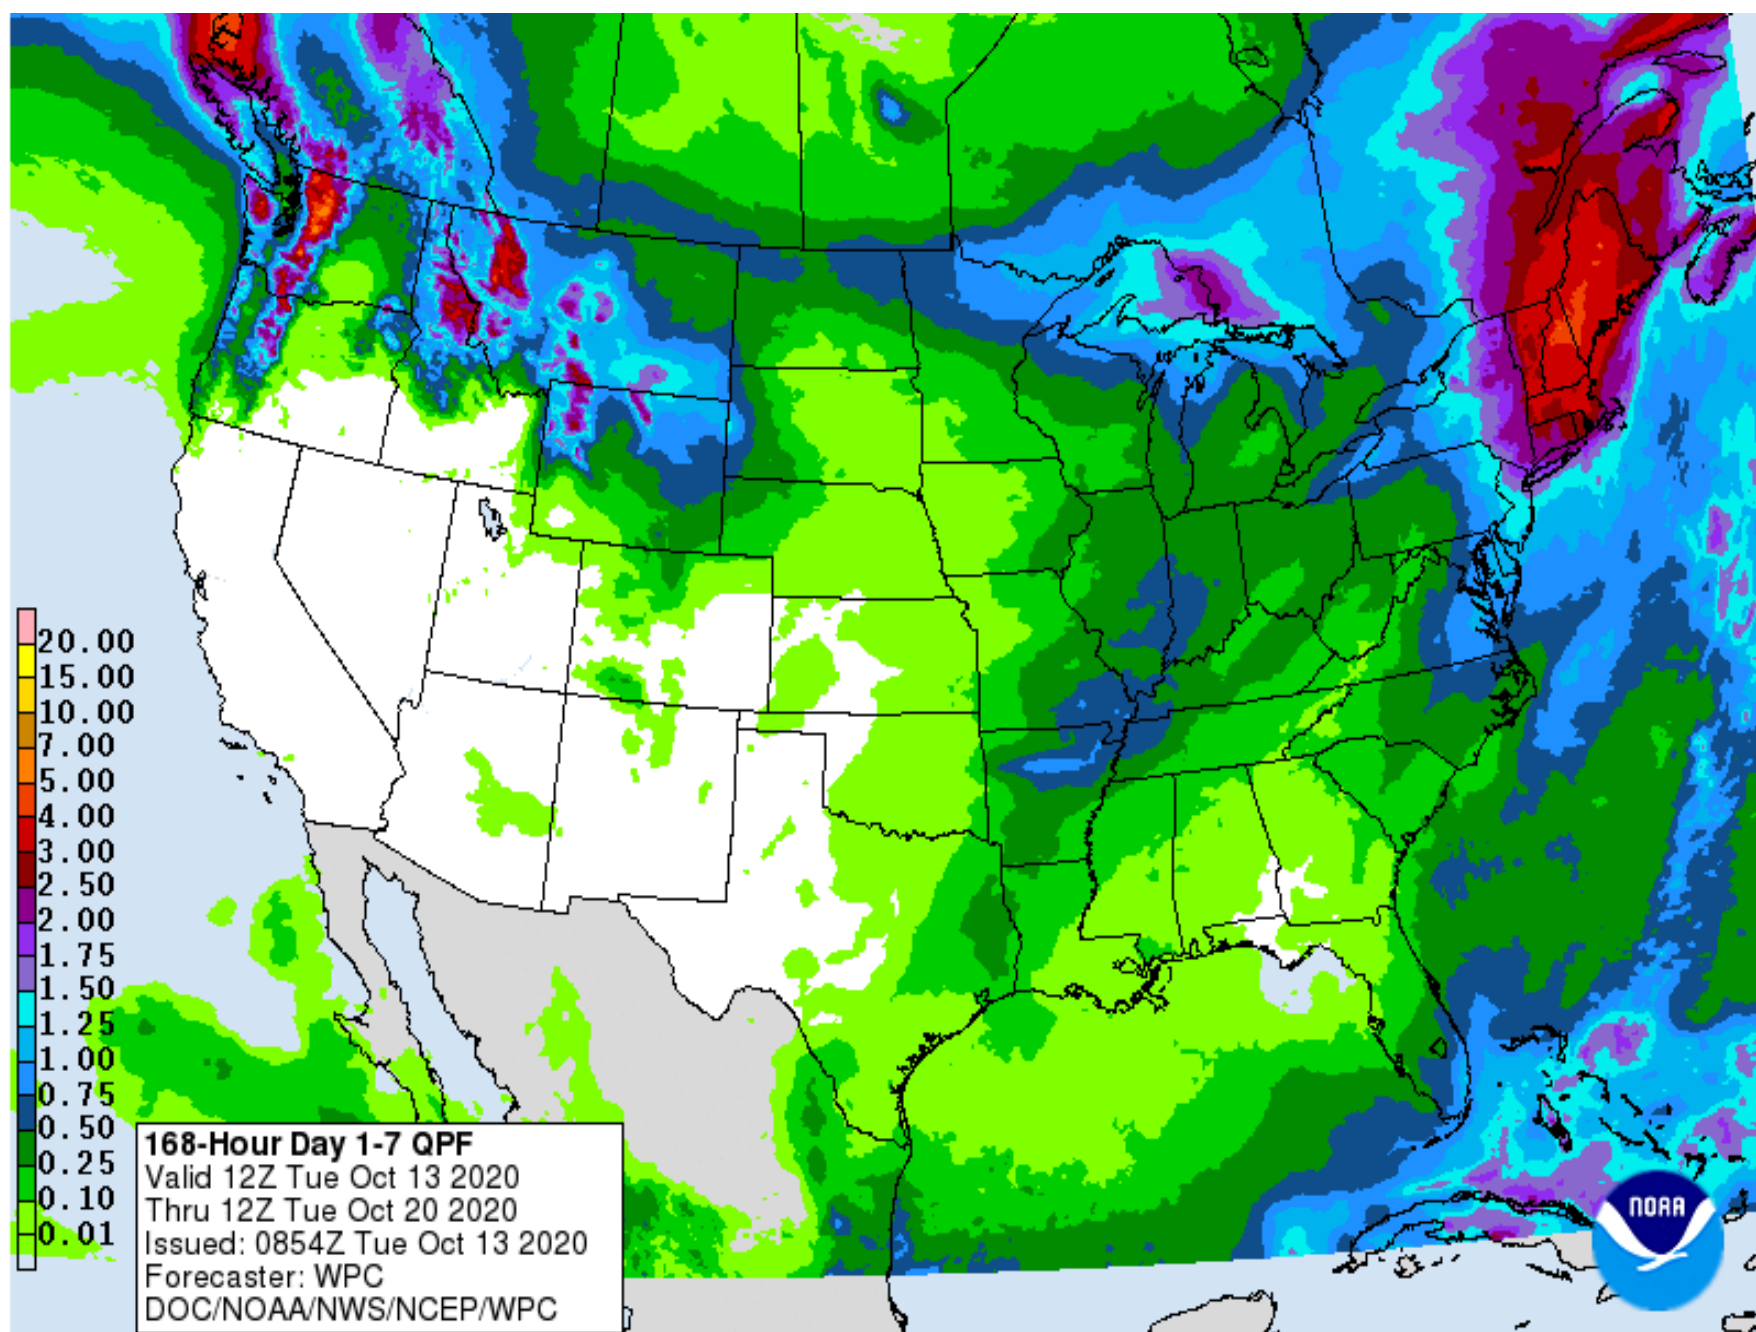 20.00
15.00
10.00
7.00
5.00
4.00
3.00
2.50
2.00
1.75
1.50
1.25
1.00
0.75
0.50
0.25
0.10
0.01
168-Hour Day 1-7 QPF
Valid 12Z Tue Oct 13 2020
Thru 12Z Tue Oct 20 2020
Issued: 0854Z Tue Oct 13 2020
Forecaster: WPC
DOC/NOAA/NWS/NCEP/WPC
NOAA